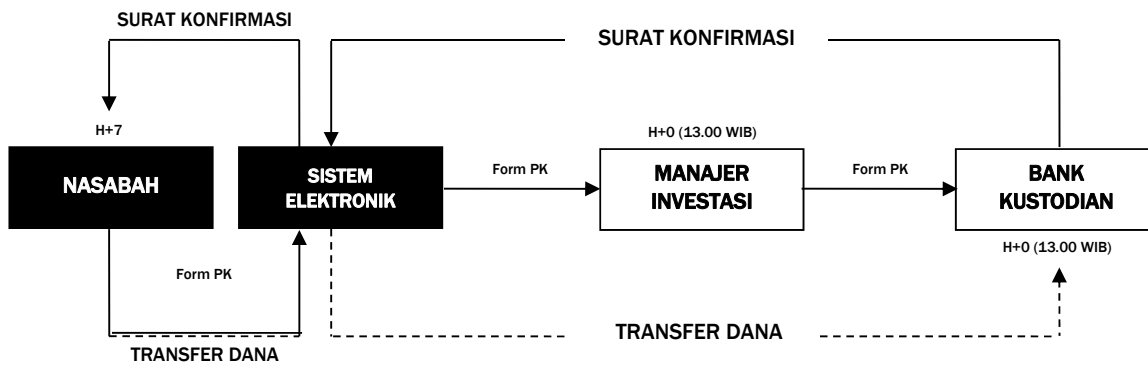 SURAT KONFIRMASI
SURAT KONFIRMASI
H+7
H+0 (13.00 WIB)
NASABAH
SISTEM
ELEKTRONIK
Form PK
MANAJER
INVESTASI
Form PK
BANK
KUSTODIAN
H+0 (13.00 WIB)
Form PK
TRANSFER DANA
TRANSFER DANA